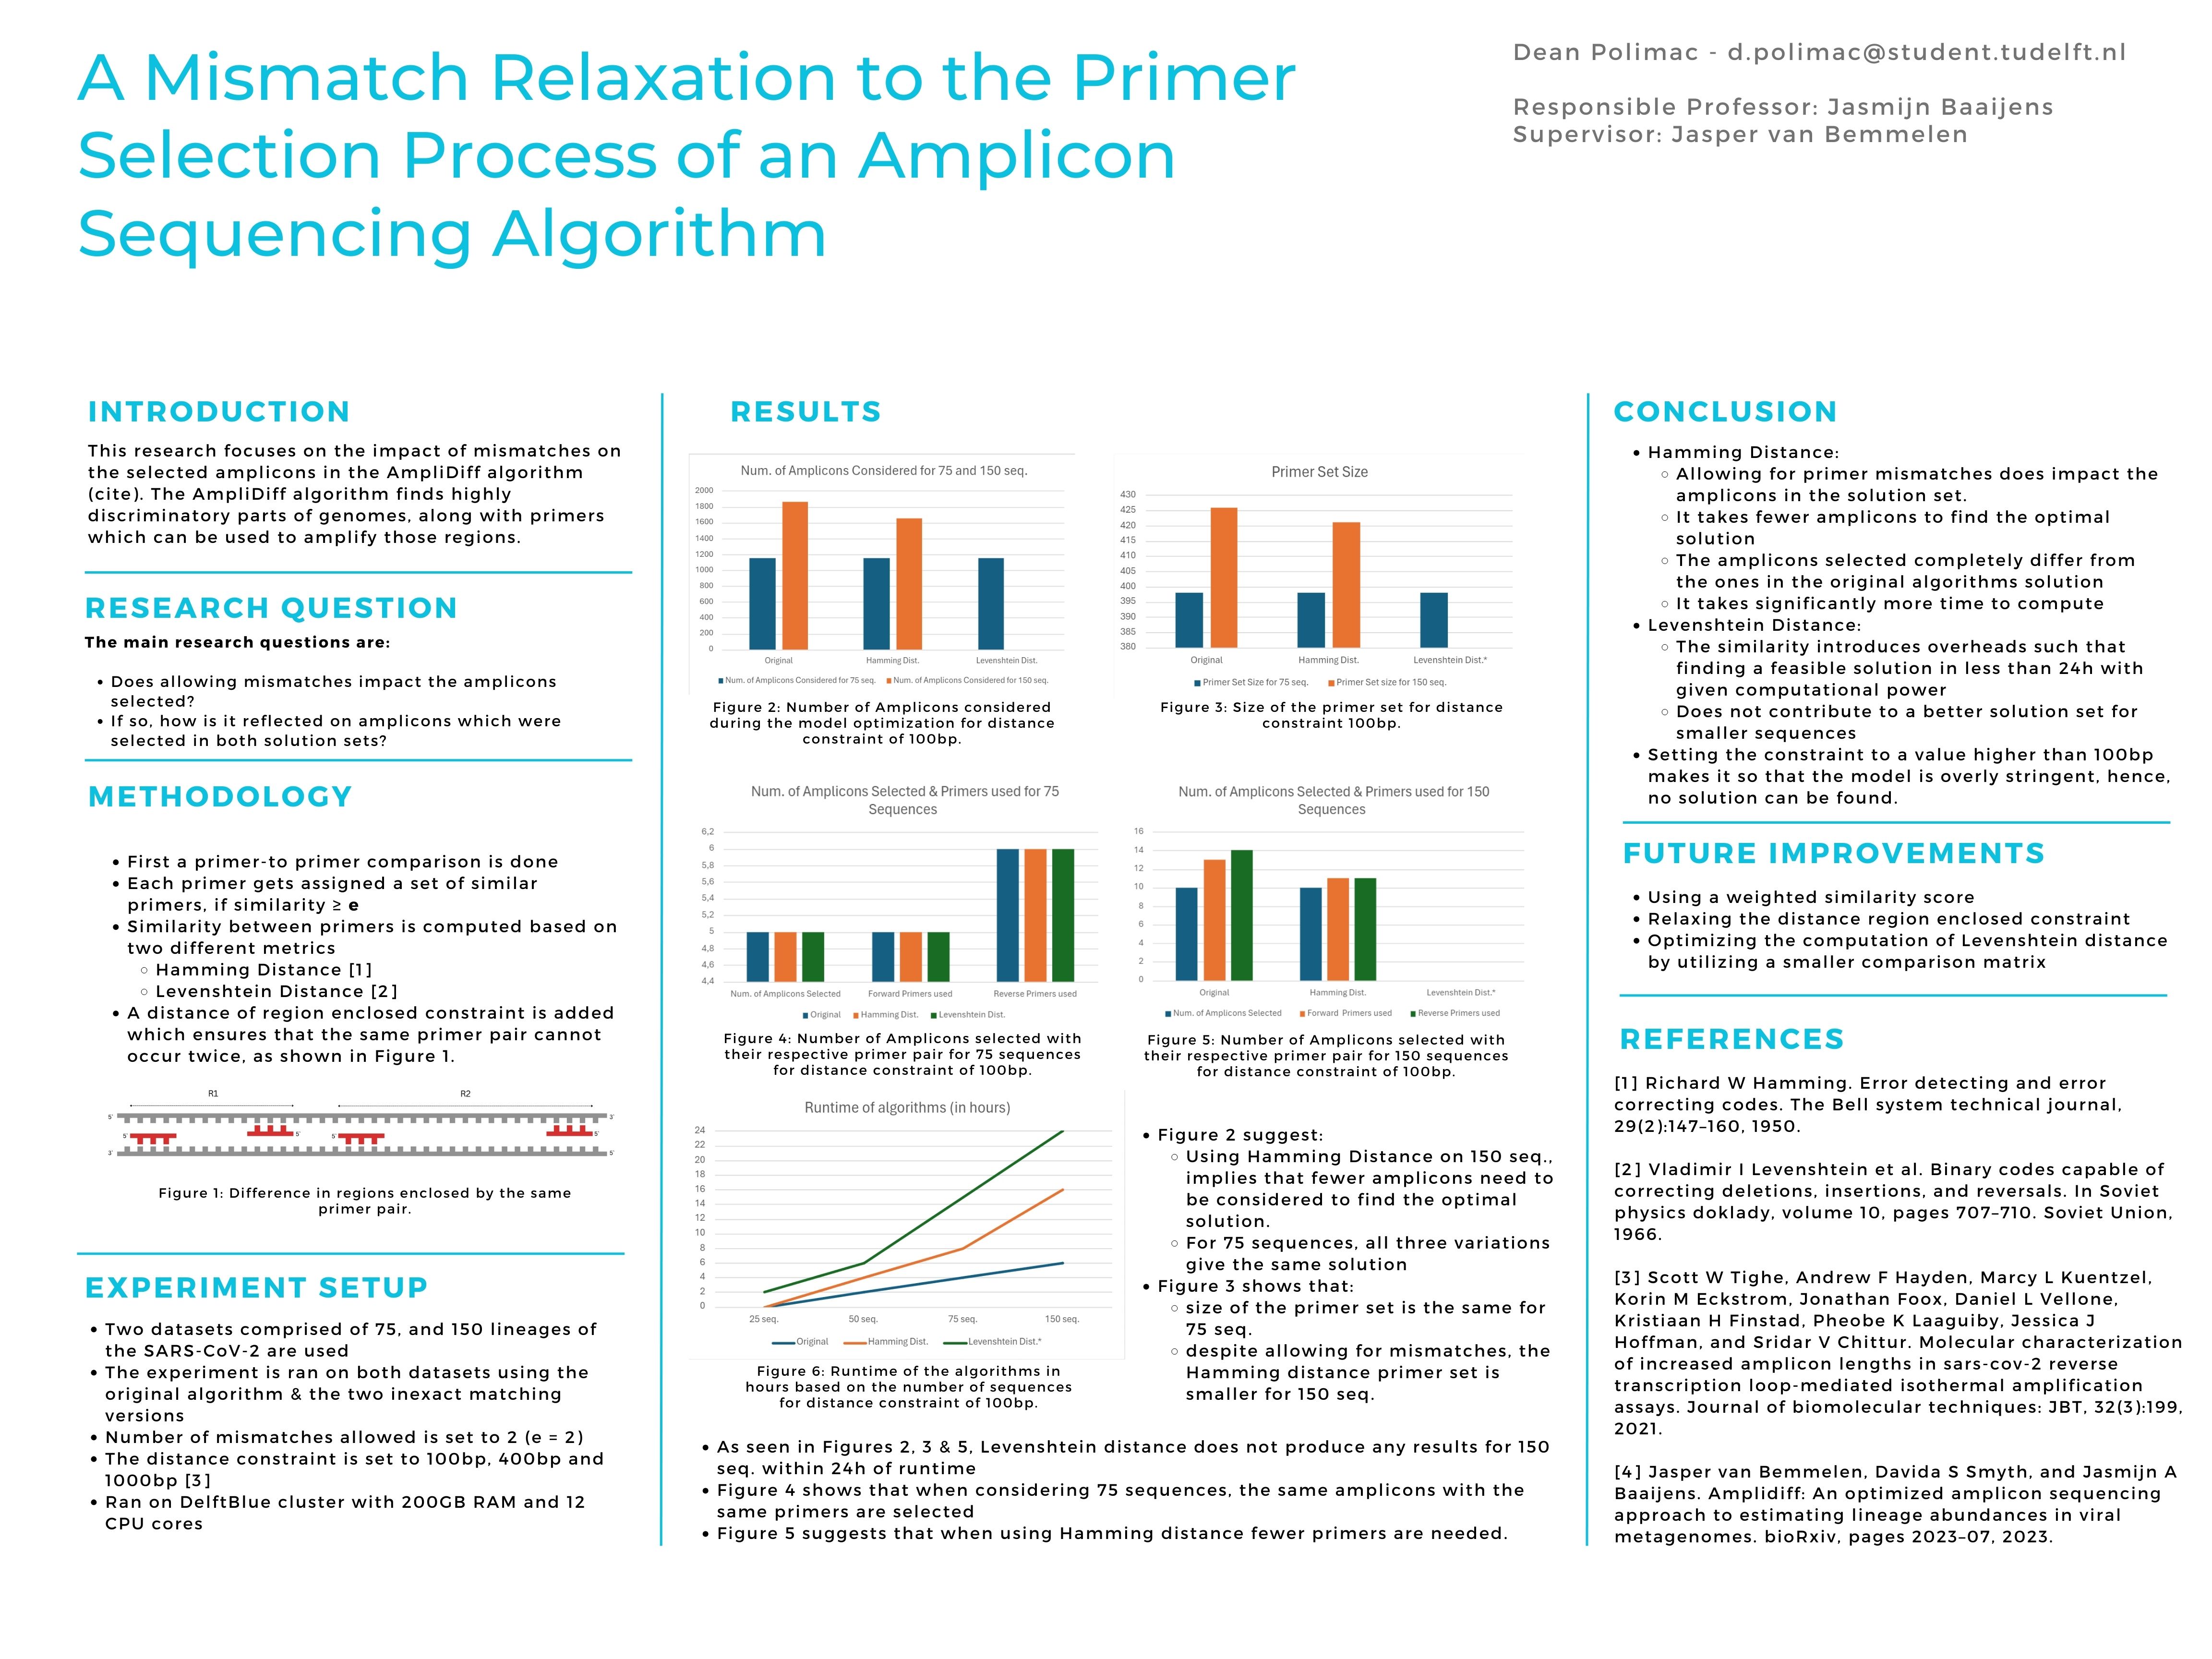 A Mismatch Relaxation to the Primer
Selection Process of an Amplicon
Sequencing Algorithm
Dean Polimac - d.polimac@student.tudelft.nl
Responsible Professor: Jasmijn Baaijens
Supervisor: Jasper van Bemmelen
INTRODUCTION
This research focuses on the impact of mismatches on
the selected amplicons in the AmpliDiff algorithm
(cite). The AmpliDiff algorithm finds highly
discriminatory parts of genomes, along with primers
which can be used to amplify those regions.
RESEARCH QUESTION
The main research questions are:
• Does allowing mismatches impact the amplicons
selected?
• If so, how is it reflected on amplicons which were
selected in both solution sets?
METHODOLOGY
• First a primer-to primer comparison is done
• Each primer gets assigned a set of similar
primers, if similarity ≥ e
• Similarity between primers is computed based on
two different metrics
◦ Hamming Distance [1]
◦ Levenshtein Distance [2]
• A distance of region enclosed constraint is added
which ensures that the same primer pair cannot
occur twice, as shown in Figure 1.
R1 R2
5' 3'
5' 5' 5' 5'
3' 5'
Figure 1: Difference in regions enclosed by the same
primer pair.
EXPERIMENT SETUP
• Two datasets comprised of 75, and 150 lineages of
the SARS-CoV-2 are used
• The experiment is ran on both datasets using the
original algorithm & the two inexact matching
versions
• Number of mismatches allowed is set to 2 (e = 2)
• The distance constraint is set to 100bp, 400bp and
1000bp [3]
• Ran on DelftBlue cluster with 200GB RAM and 12
CPU cores
RESULTS
Num. of Amplicons Considered for 75 and 150 seq.
2000
1800
1600
1400
1200
1000
800
600
400
200
0
Original Hamming Dist. Levenshtein Dist.
Num. of Amplicons Considered for 75 seq. Num. of Amplicons Considered for 150 seq.
Figure 2: Number of Amplicons considered
during the model optimization for distance
constraint of 100bp.
Primer Set Size
430
425
420
415
410
405
400
395
390
385
380
Original Hamming Dist. Levenshtein Dist.*
Primer Set Size for 75 seq. Primer Set size for 150 seq.
Figure 3: Size of the primer set for distance
constraint 100bp.
Num. of Amplicons Selected & Primers used for 75
Sequences
6,2
6
5,8
5,6
5,4
5,2
5
4,8
4,6
4,4
Num. of Amplicons Selected Forward Primers used Reverse Primers used
Original Hamming Dist. Levenshtein Dist.
Figure 4: Number of Amplicons selected with
their respective primer pair for 75 sequences
for distance constraint of 100bp.
Num. of Amplicons Selected & Primers used for 150
Sequences
16
14
12
10
8
6
4
2
0
Original Hamming Dist. Levenshtein Dist.*
Num. of Amplicons Selected Forward Primers used Reverse Primers used
Figure 5: Number of Amplicons selected with
their respective primer pair for 150 sequences
for distance constraint of 100bp.
Runtime of algorithms (in hours)
24
22
20
18
16
14
12
10
8
6
4
2
0
25 seq. 50 seq. 75 seq. 150 seq.
Original Hamming Dist. Levenshtein Dist.*
Figure 6: Runtime of the algorithms in
hours based on the number of sequences
for distance constraint of 100bp.
• Figure 2 suggest:
◦ Using Hamming Distance on 150 seq.,
implies that fewer amplicons need to
be considered to find the optimal
solution.
◦ For 75 sequences, all three variations
give the same solution
• Figure 3 shows that:
◦ size of the primer set is the same for
75 seq.
◦ despite allowing for mismatches, the
Hamming distance primer set is
smaller for 150 seq.
• As seen in Figures 2, 3 & 5, Levenshtein distance does not produce any results for 150
seq. within 24h of runtime
• Figure 4 shows that when considering 75 sequences, the same amplicons with the
same primers are selected
• Figure 5 suggests that when using Hamming distance fewer primers are needed.
CONCLUSION
• Hamming Distance:
◦ Allowing for primer mismatches does impact the
amplicons in the solution set.
◦ It takes fewer amplicons to find the optimal
solution
◦ The amplicons selected completely differ from
the ones in the original algorithms solution
◦ It takes significantly more time to compute
• Levenshtein Distance:
◦ The similarity introduces overheads such that
finding a feasible solution in less than 24h with
given computational power
◦ Does not contribute to a better solution set for
smaller sequences
• Setting the constraint to a value higher than 100bp
makes it so that the model is overly stringent, hence,
no solution can be found.
FUTURE IMPROVEMENTS
• Using a weighted similarity score
• Relaxing the distance region enclosed constraint
• Optimizing the computation of Levenshtein distance
by utilizing a smaller comparison matrix
REFERENCES
[1] Richard W Hamming. Error detecting and error
correcting codes. The Bell system technical journal,
29(2):147–160, 1950.
[2] Vladimir I Levenshtein et al. Binary codes capable of
correcting deletions, insertions, and reversals. In Soviet
physics doklady, volume 10, pages 707–710. Soviet Union,
1966.
[3] Scott W Tighe, Andrew F Hayden, Marcy L Kuentzel,
Korin M Eckstrom, Jonathan Foox, Daniel L Vellone,
Kristiaan H Finstad, Pheobe K Laaguiby, Jessica J
Hoffman, and Sridar V Chittur. Molecular characterization
of increased amplicon lengths in sars-cov-2 reverse
transcription loop-mediated isothermal amplification
assays. Journal of biomolecular techniques: JBT, 32(3):199,
2021.
[4] Jasper van Bemmelen, Davida S Smyth, and Jasmijn A
Baaijens. Amplidiff: An optimized amplicon sequencing
approach to estimating lineage abundances in viral
metagenomes. bioRxiv, pages 2023–07, 2023.